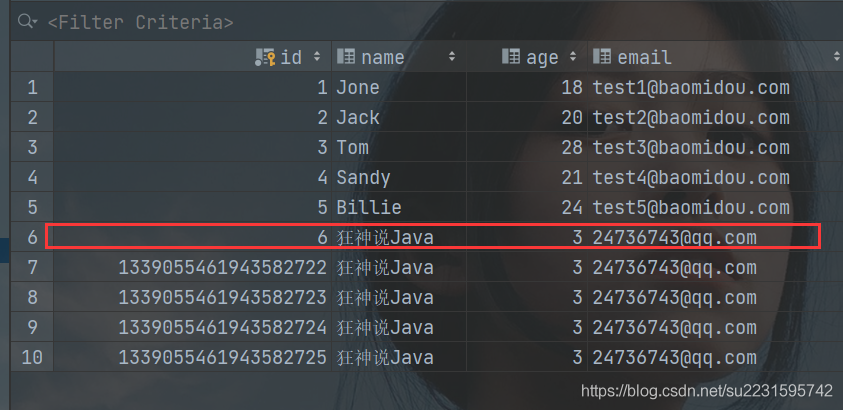 <Filter Criteria>
id name age email
1 1 Jone 18 test1@baomidou.com
2 2 Jack 20 test2@baomidou.com
3 3 Tom 28 test3@baomidou.com
4 4 Sandy 21 test4@baomidou.com
5 5 Billie 24 test5@baomidou.com
6 6 狂神说Java 3 24736743@qq.com
7 1339055461943582722 狂神说Java 3 24736743@qq.com
8 1339055461943582723 狂神说Java 3 24736743@qq.com
9 1339055461943582724 狂神说Java 3 24736743@qq.com
10 1339055461943582725 狂神说Java 3 24736743@qq.com
https://blog.csdn.net/su2231595742